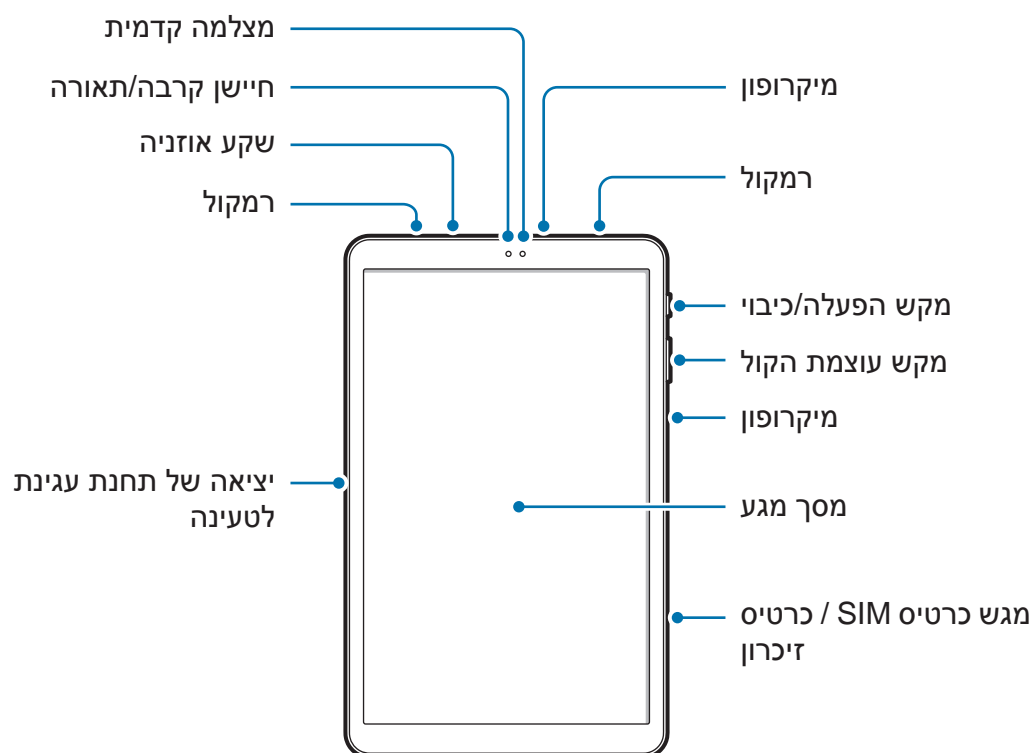 מצלמה קדמית
חיישן קרבה/תאורה
שקע אוזניה
רמקול
מיקרופון
רמקול
מקש הפעלה/כיבוי
מקש עוצמת הקול
מיקרופון
מסך מגע
מגש כרטיס SIM / כרטיס
זיכרון
יציאה של תחנת עגינת
לטעינה